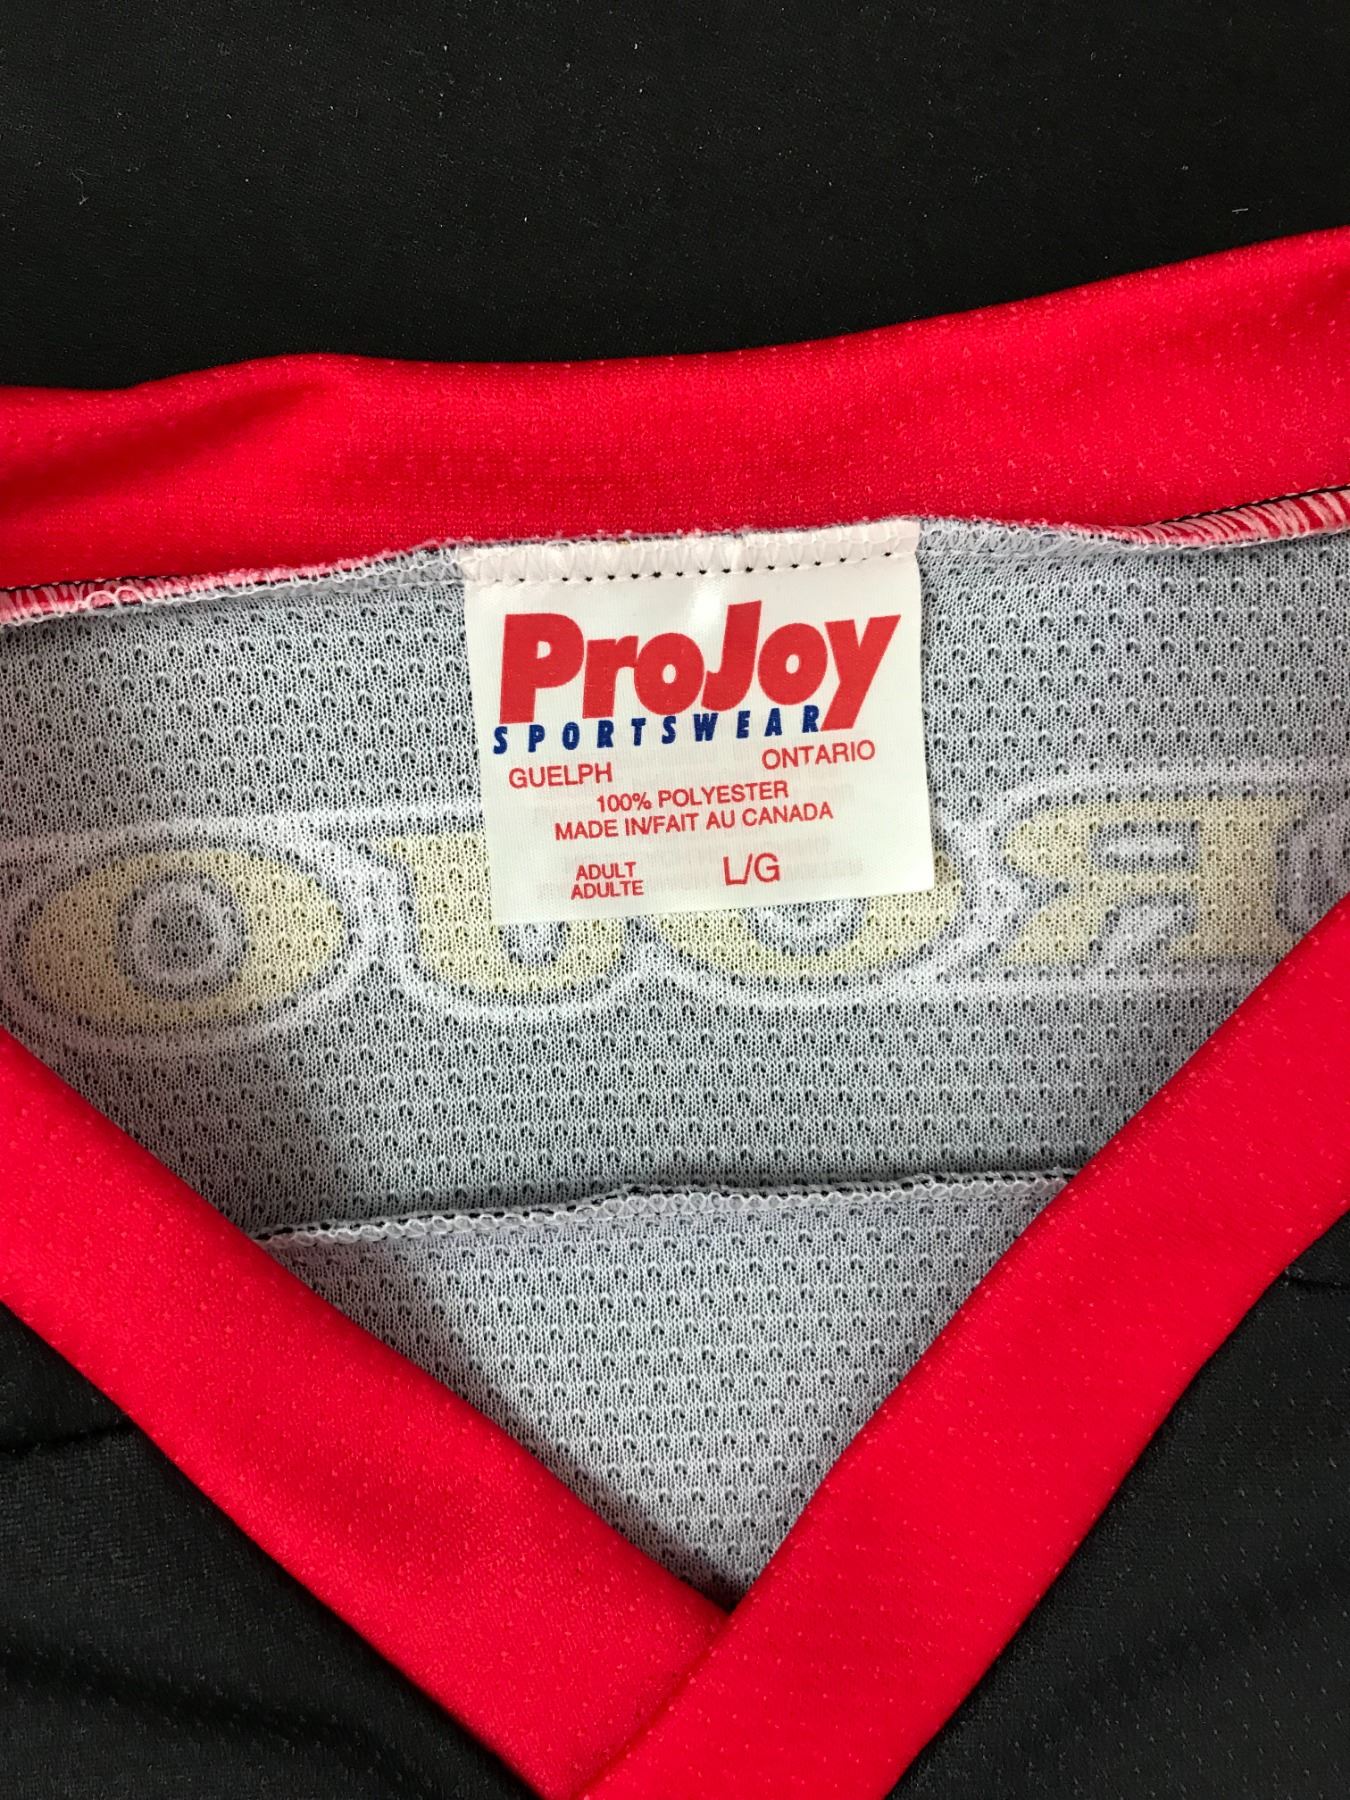 ProJoy
SPORTSWEAR
GUELPH ONTARIO
100% POLYESTER
MADE IN/FAIT AU CANADA
ADULT L/G
ADULTE